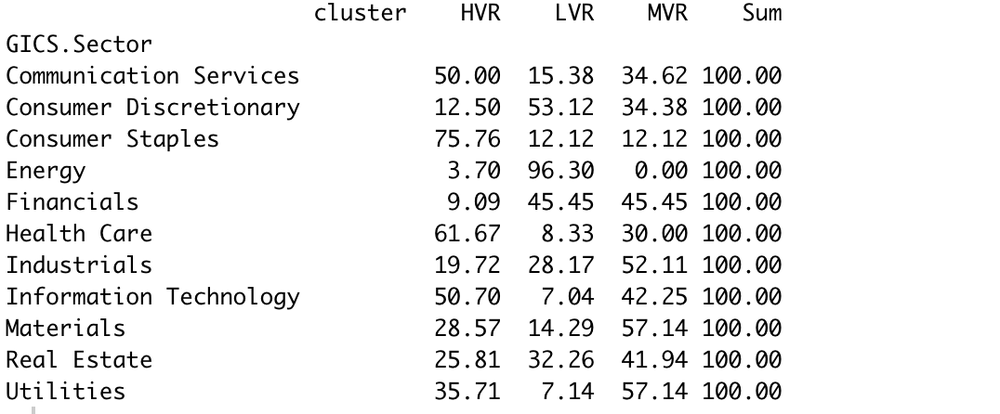 cluster HVR LVR MVR Sum
GICS.Sector
Communication Services 50.00 15.38 34.62 100.00
Consumer Discretionary 12.50 53.12 34.38 100.00
Consumer Staples 75.76 12.12 12.12 100.00
Energy 3.70 96.30 0.00 100.00
Financials 9.09 45.45 45.45 100.00
Health Care 61.67 8.33 30.00 100.00
Industrials 19.72 28.17 52.11 100.00
Information Technology 50.70 7.04 42.25 100.00
Materials 28.57 14.29 57.14 100.00
Real Estate 25.81 32.26 41.94 100.00
Utilities 35.71 7.14 57.14 100.00